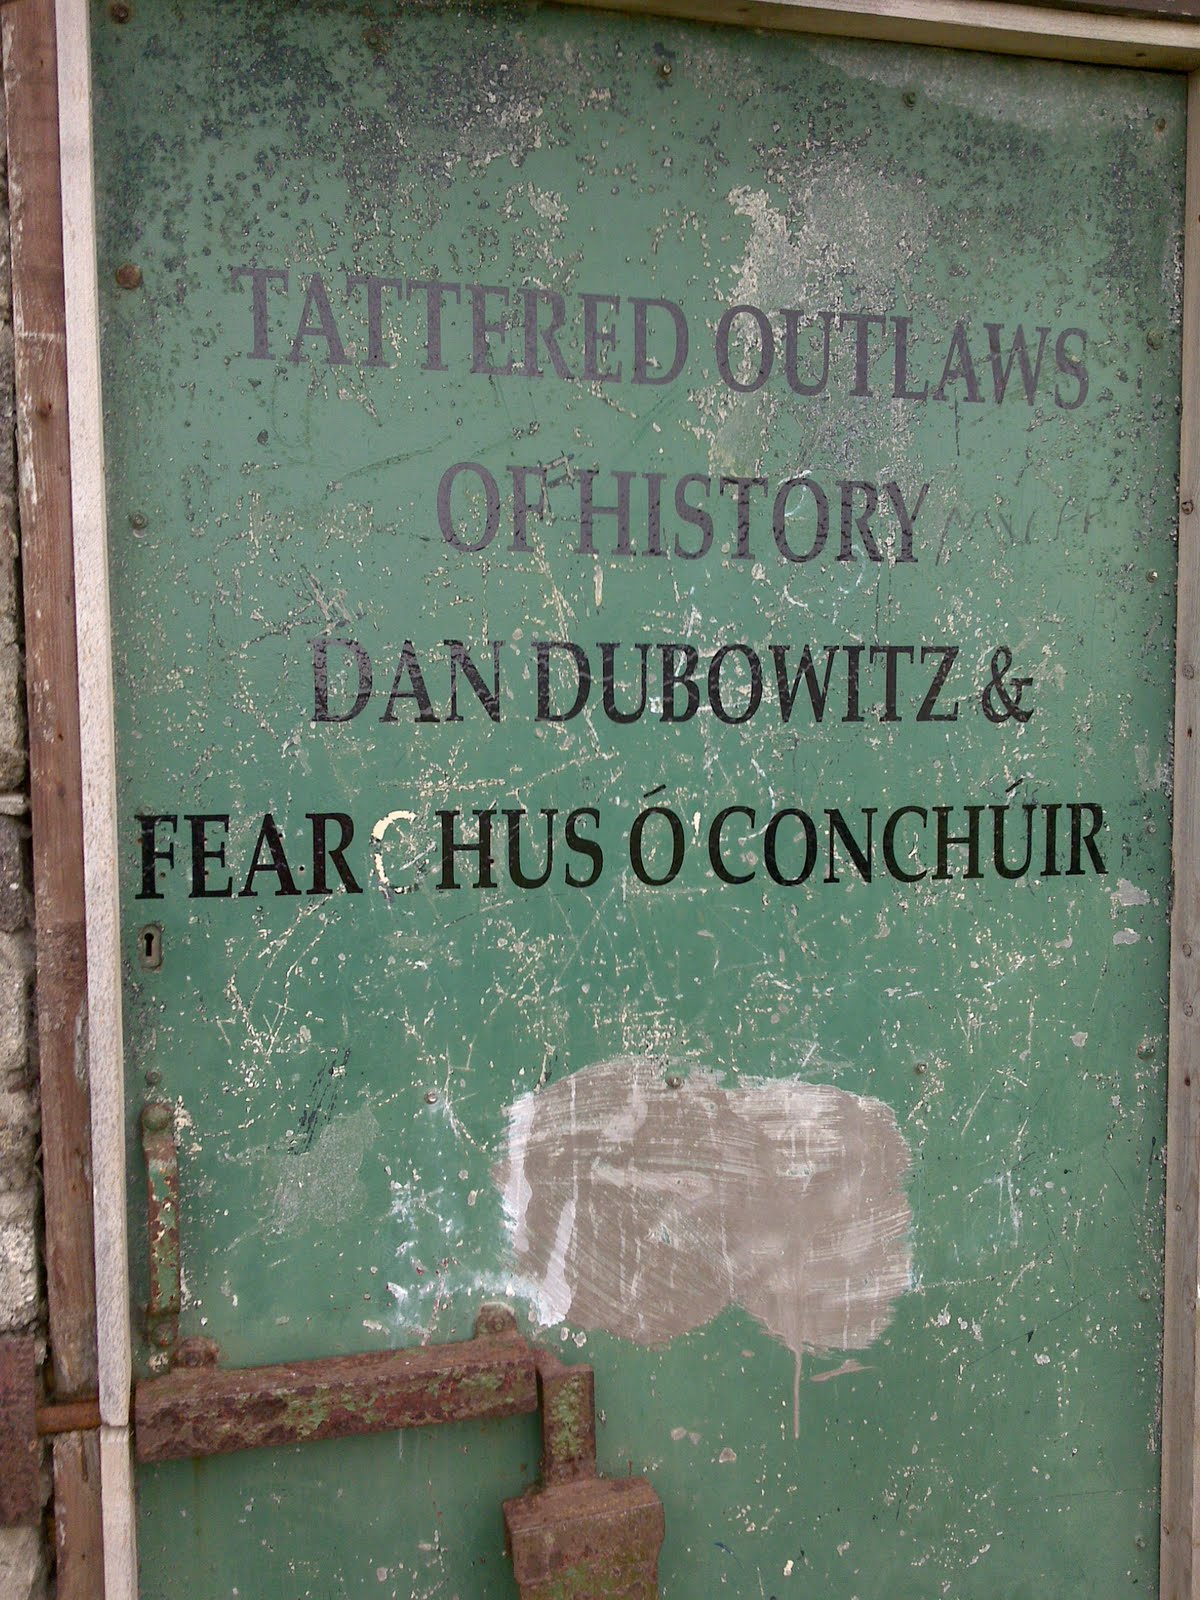 TATTERED OUTLAWS
OF HISTORY
DAN DUBOWITZ &
FEARCHUS Ó CONCHÚIR